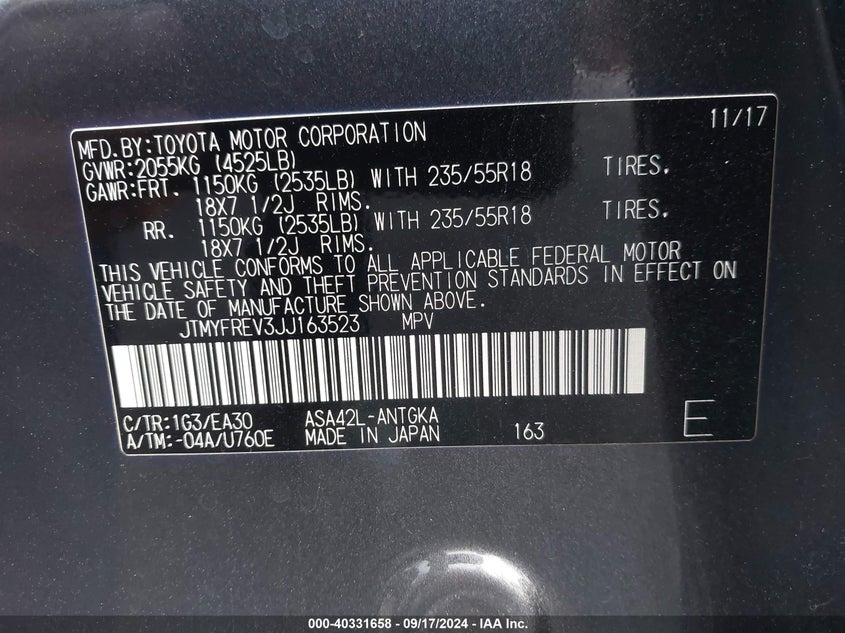 11/17
MFD.BY:TOYOTA MOTOR CORPORATION
GVWR:2055KG (4525LB)
GAWR:FRT. 1150KG (2535LB) WITH 235/55R18 TIRES.
18X7 1/2J RIMS.
RR. 1150KG (2535LB) WITH 235/55R18 TIRES.
18X7 1/2J RIMS.
THIS VEHICLE CONFORMS TO ALL APPLICABLE FEDERAL MOTOR
VEHICLE SAFETY AND THEFT PREVENTION STANDARDS IN EFFECT ON
THE DATE OF MANUFACTURE SHOWN ABOVE.
JTMYFREV3JJ163523 MPV
C/TR:1G3/EA30 ASA42L-ANTGKA
A/TM:-04A/U760E MADE IN JAPAN 163 E
000-40331658 - 09/17/2024 - IAA Inc.